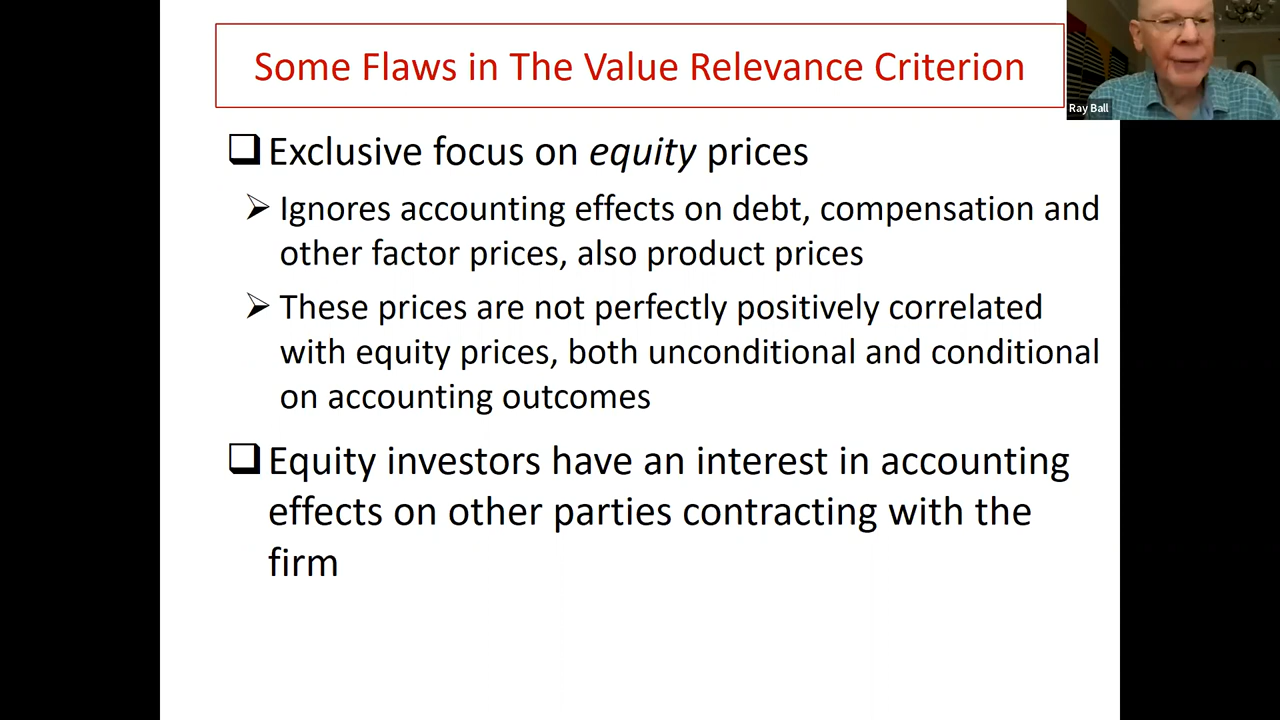 Some Flaws in The Value Relevance Criterion
Ray Ball
Exclusive focus on equity prices
Ignores accounting effects on debt, compensation and
other factor prices, also product prices
These prices are not perfectly positively correlated
with equity prices, both unconditional and conditional
on accounting outcomes
Equity investors have an interest in accounting
effects on other parties contracting with the
firm